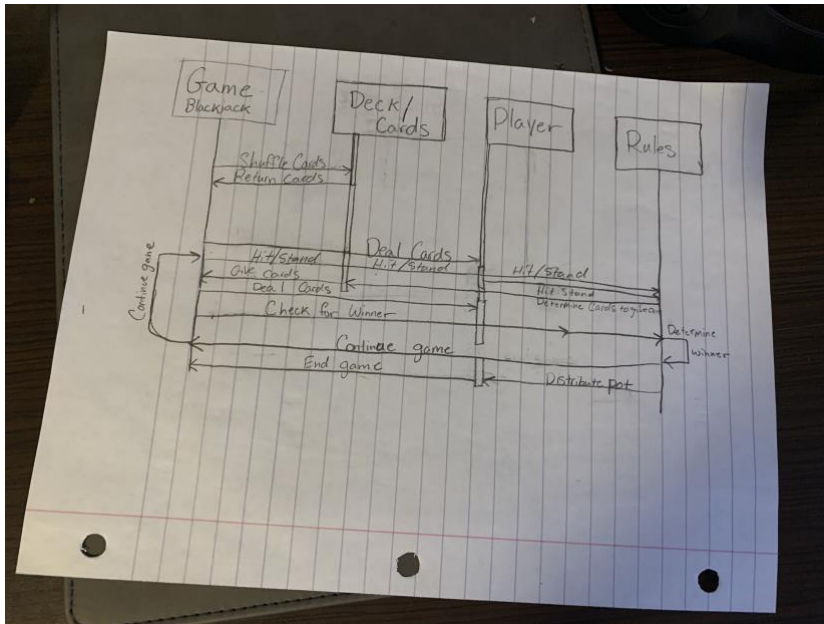 Game
Blackjack
Deck/
Cards
Player
Rules
Shuffle Cards
Return Cards
Deal Cards
Hit/Stand
Hit/Stand
Hit/Stand
Give Cards
Hit Stand
Deal Cards
Determine Cards to
Check for Winner
Determine
Winner
Continue game
Continue game
End game
Distribute pot